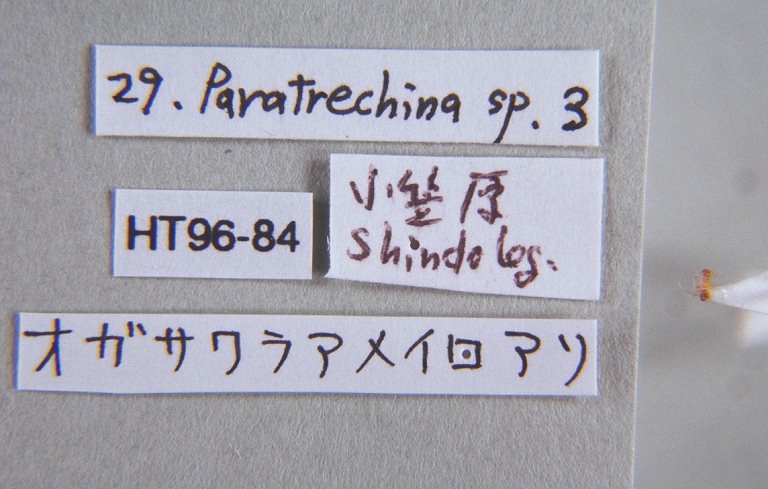 29. Paratrechina sp. 3
HT96-84
小笠原
Shindo leg.
オガサワラアメイロアリ